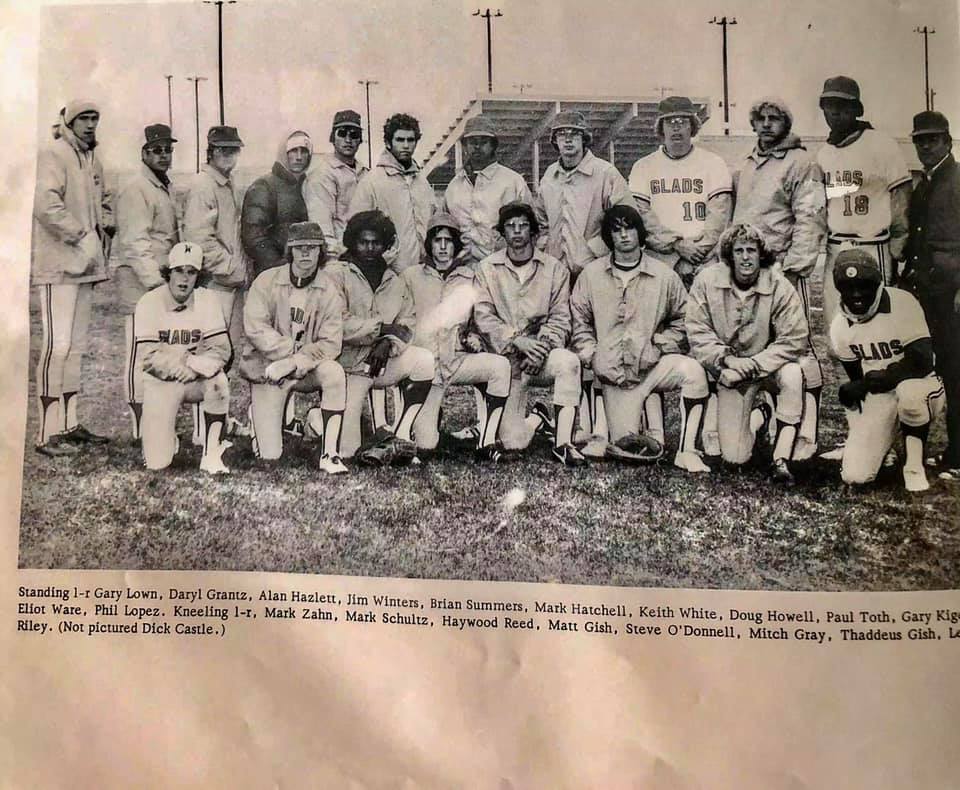 GLADS
10
GLADS
18
GLADS
GLADS
Standing l-r Gary Lown, Daryl Grantz, Alan Hazlett, Jim Winters, Brian Summers, Mark Hatchell, Keith White, Doug Howell, Paul Toth, Gary
Eliot Ware, Phil Lopez. Kneeling l-r, Mark Zahn, Mark Schultz, Haywood Reed, Matt Gish, Steve O'Donnell, Mitch Gray, Thaddeus Gish,
Riley. (Not pictured Dick Castle.)